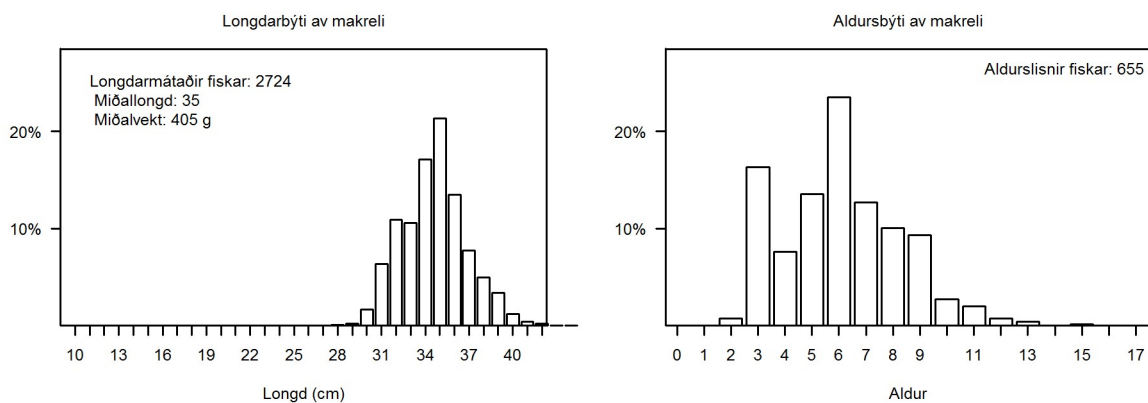 Longdarbýti av makreli
Longdarmátaðir fiskar: 2724
Miðallongd: 35
Miðalvekt: 405 g
20%
10%
10 13 16 19 22 25 28 31 34 37 40
Longd (cm)
Aldursbýti av makreli
Aldurslisnir fiskar: 655
20%
10%
0 1 2 3 4 5 6 7 8 9 11 13 15 17
Aldur